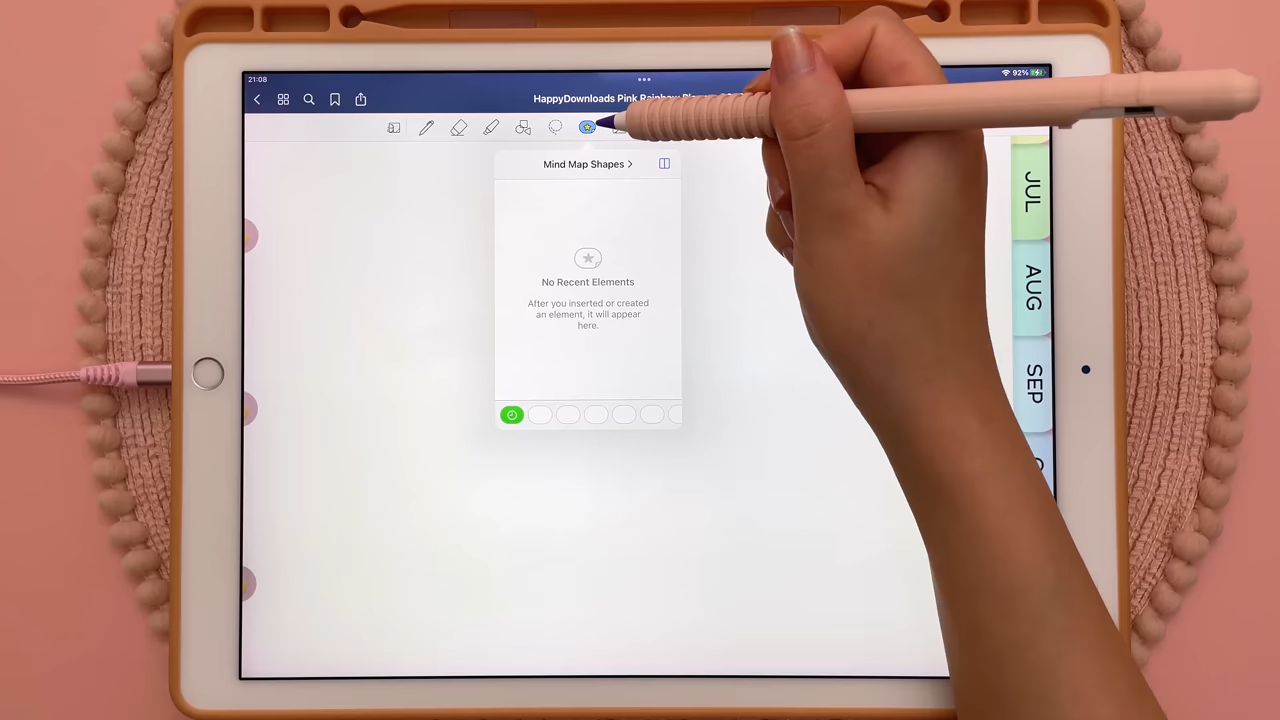 21:08
92%
HappyDownloads Pink Rainbow
Mind Map Shapes
No Recent Elements
After you inserted or created
an element, it will appear
here.
JUL
AUG
SEP